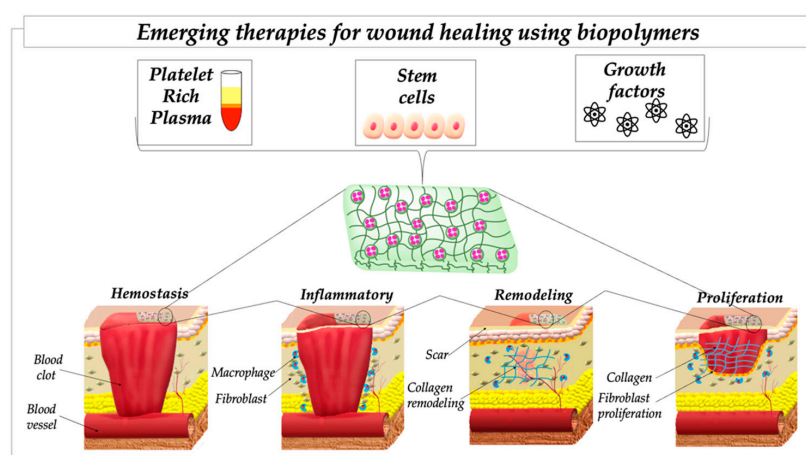 Emerging therapies for wound healing using biopolymers
Platelet
Rich
Plasma
Stem
cells
Growth
factors
Hemostasis
Inflammatory
Remodeling
Proliferation
Blood
clot
Blood
vessel
Macrophage
Fibroblast
Scar
Collagen
remodeling
Collagen
Fibroblast
proliferation